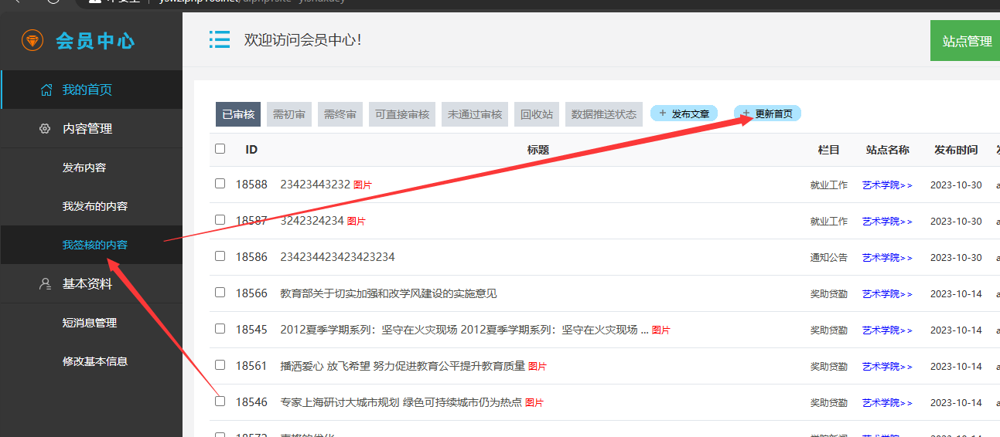 会员中心
我的首页
内容管理
发布内容
我发布的内容
我签核的内容
基本资料
短消息管理
修改基本信息
欢迎访问会员中心！
站点管理
已审核 需初审 需终审 可直接审核 未通过审核 回收站 数据推送状态 + 发布文章 + 更新首页
ID 标题 栏目 站点名称 发布时间
18588 23423443232 图片 就业工作 艺术学院>> 2023-10-30
18587 3242324234 图片 就业工作 艺术学院>> 2023-10-30
18586 234234423423423234 通知公告 艺术学院>> 2023-10-30
18566 教育部关于切实加强和改学风建设的实施意见 奖助贷勤 艺术学院>> 2023-10-14
18545 2012夏季学期系列：坚守在火灾现场 2012夏季学期系列：坚守在火灾现场 ... 图片 奖助贷勤 艺术学院>> 2023-10-14
18561 播洒爱心 放飞希望 努力促进教育公平提升教育质量 图片 奖助贷勤 艺术学院>> 2023-10-14
18546 专家上海研讨大城市规划 绿色可持续城市仍为热点 图片 奖助贷勤 艺术学院>> 2023-10-14